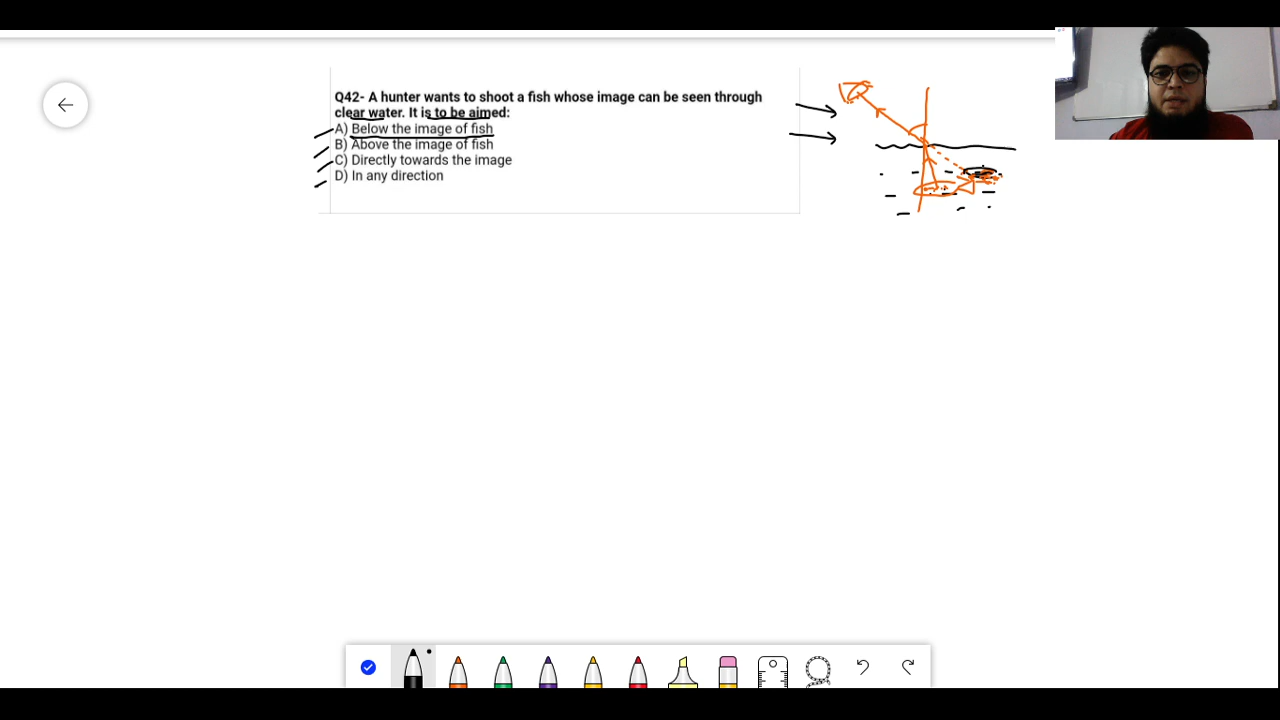 Q42- A hunter wants to shoot a fish whose image can be seen through
clear water. It is to be aimed:
A) Below the image of fish
B) Above the image of fish
C) Directly towards the image
D) In any direction